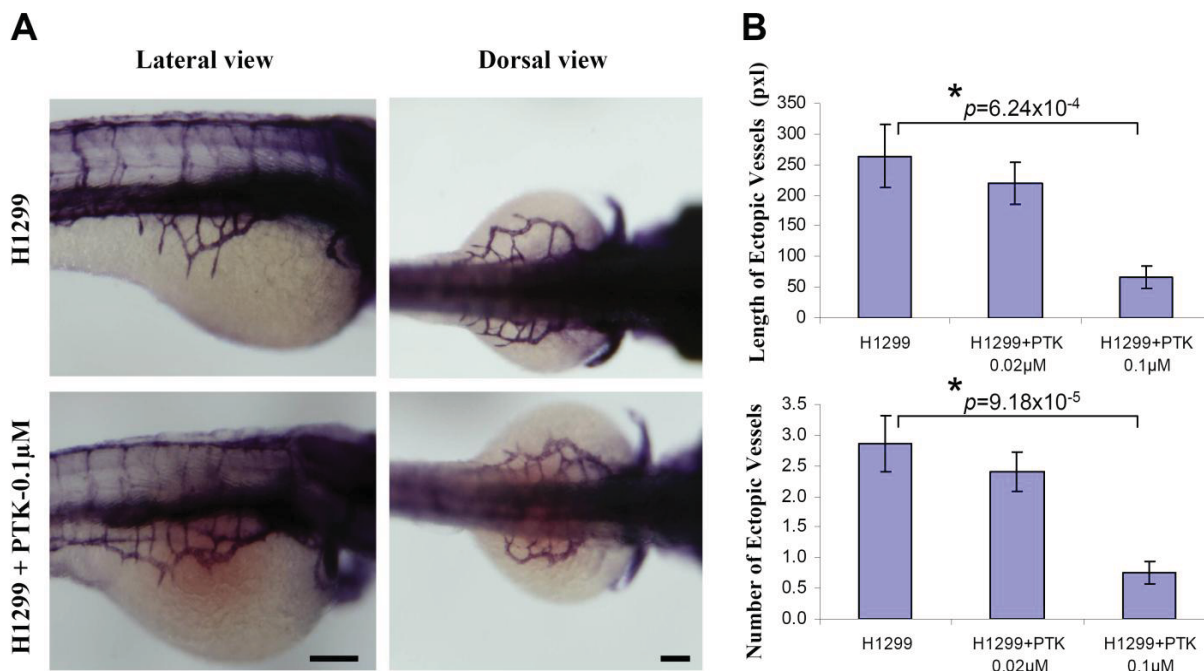 A
Lateral view
Dorsal view
H1299
H1299 + PTK-0.1µM
B
Length of Ectopic Vessels (pxl)
350
300
250
200
150
100
50
0
*
p=6.24x10-4
H1299
H1299+PTK
0.02µM
H1299+PTK
0.1µM
Number of Ectopic Vessels
3.5
3.0
2.5
2.0
1.5
1.0
0.5
0.0
*
p=9.18x10-5
H1299
H1299+PTK
0.02µM
H1299+PTK
0.1µM